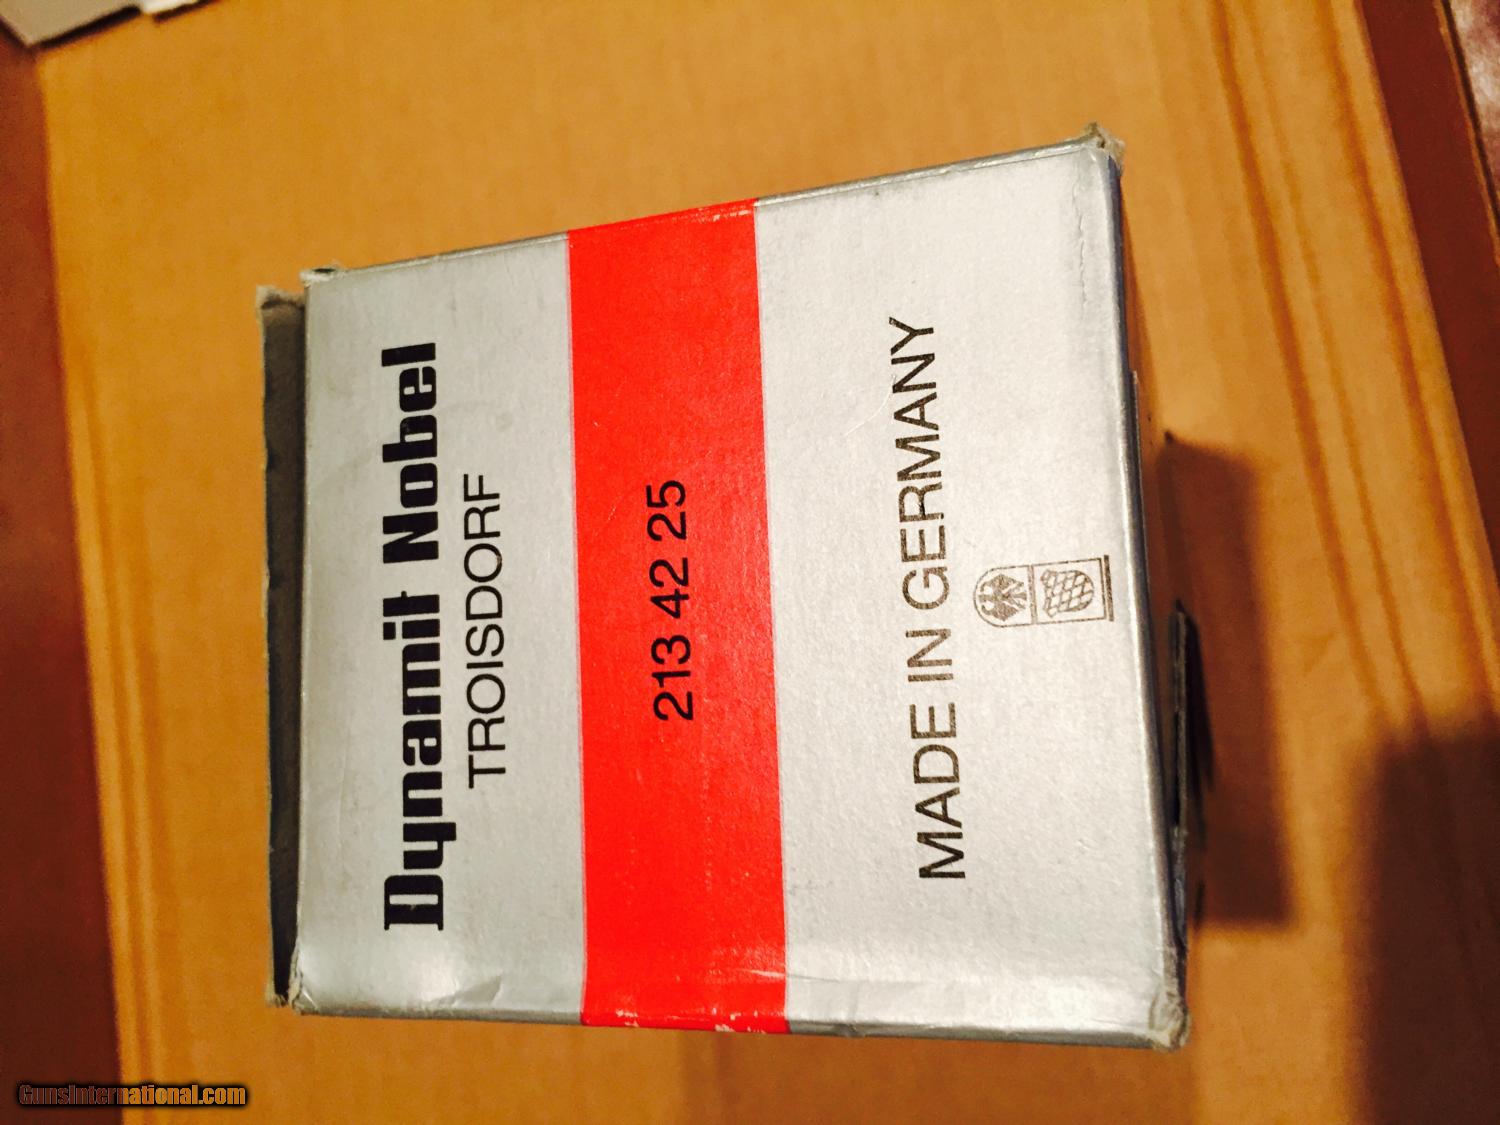 Dynamit Nobel
TROISDORF
213 42 25
MADE IN GERMANY
GunsInternational.com